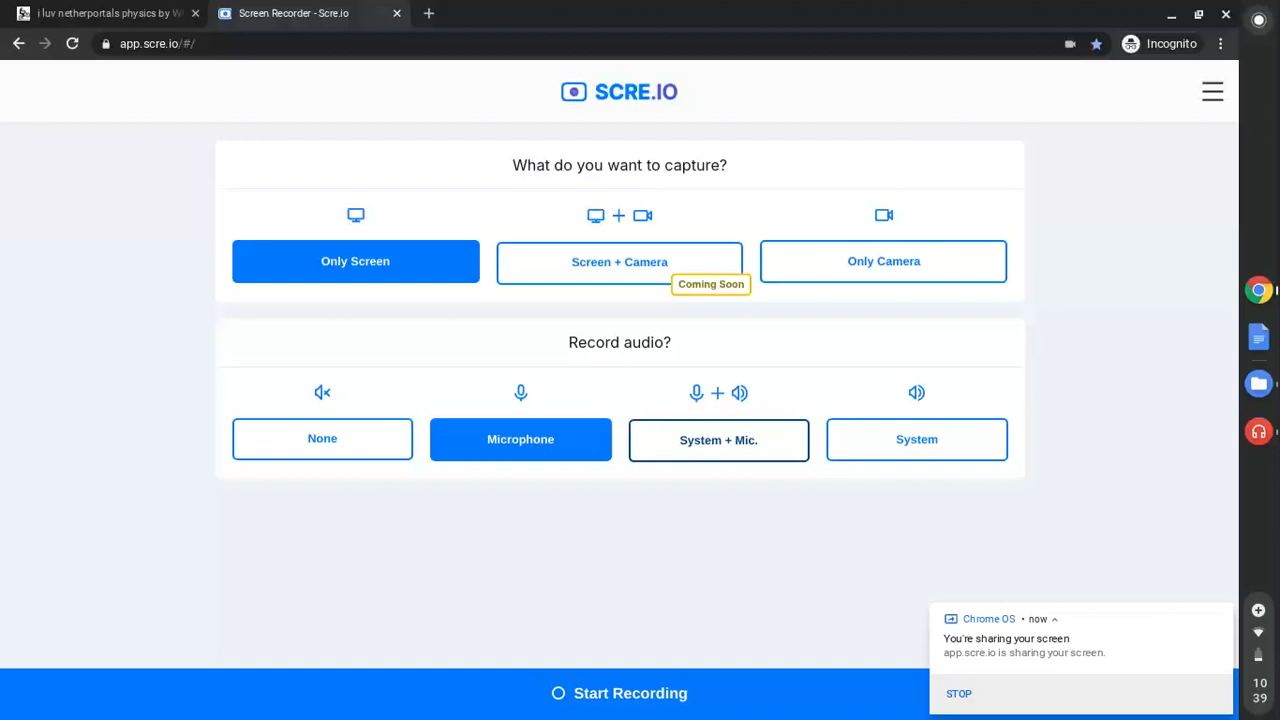 i luv netherportals physics by W
Screen Recorder - Scre.io
app.scre.io/#/
Incognito
SCRE.IO
What do you want to capture?
Only Screen
Screen + Camera
Only Camera
Coming Soon
Record audio?
None
Microphone
System + Mic.
System
Chrome OS • now
You're sharing your screen
app.scre.io is sharing your screen.
STOP
Start Recording
10
39